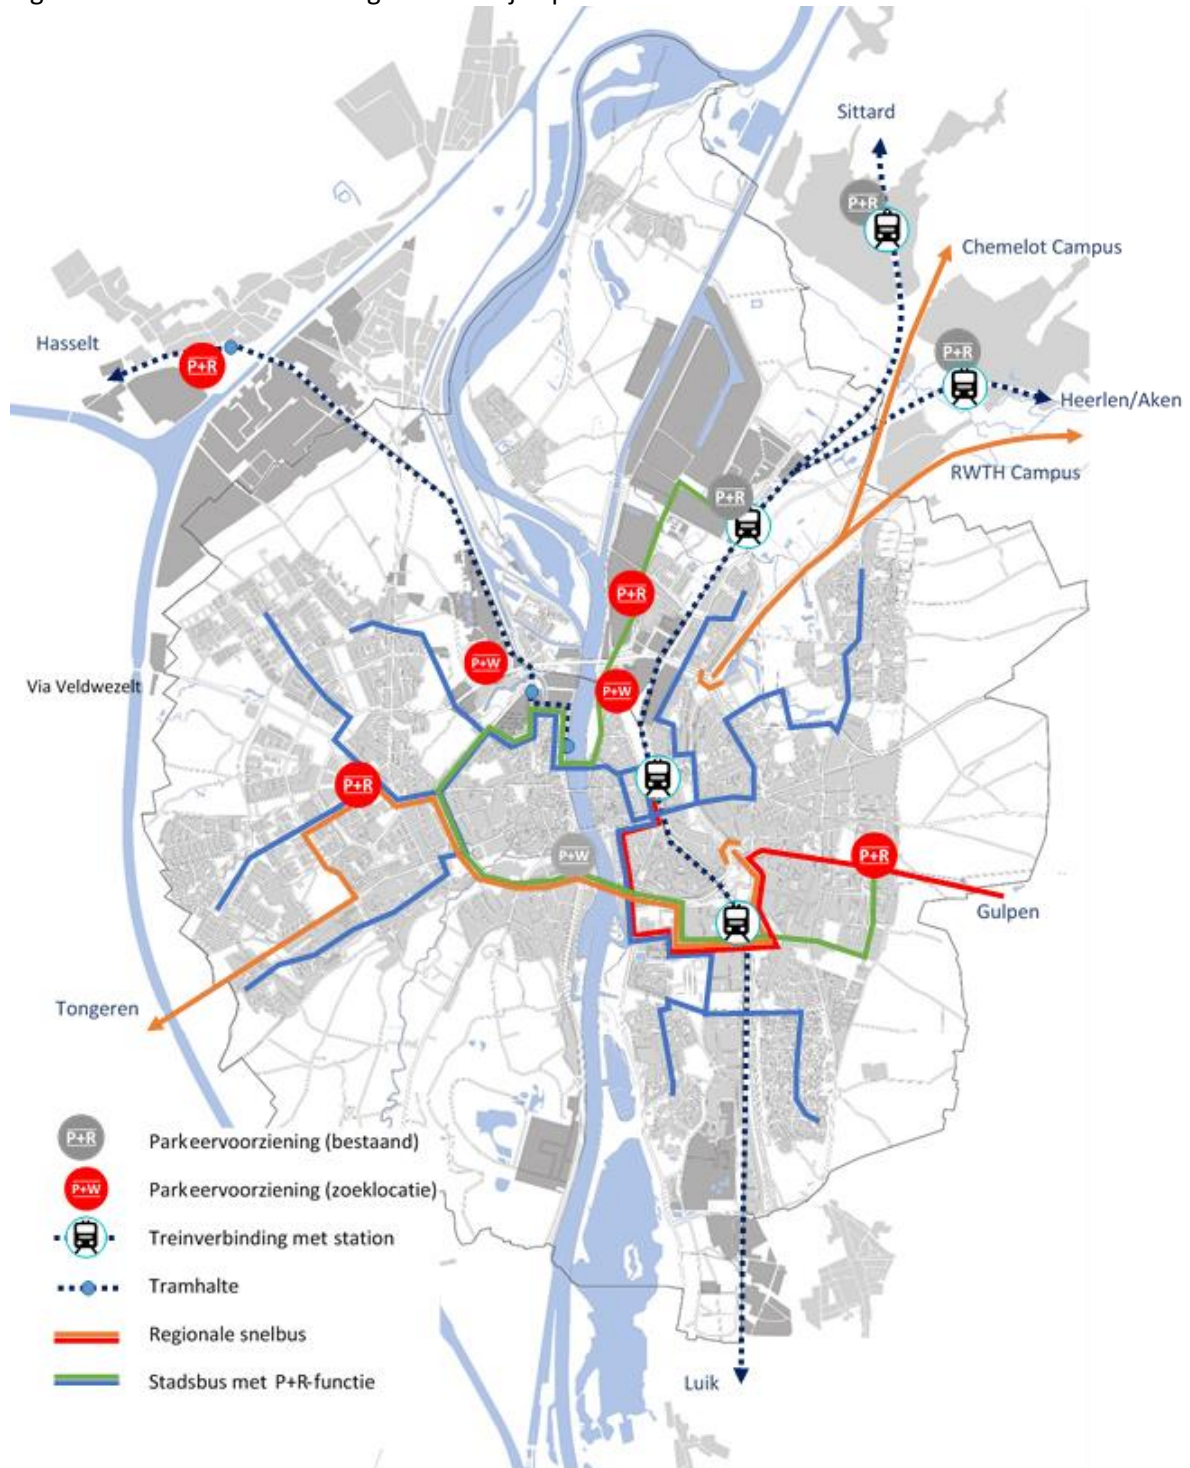 Sittard
P+R
Chemelot Campus
Hasselt
P+R
P+R
Heerlen/Aken
RWTH Campus
P+R
P+R
P+W
Via Veldwezelt
P+W
P+R
P+W
P+R
Gulpen
Tongeren
P+R Parkeervoorziening (bestaand)
P+W Parkeervoorziening (zoeklocatie)
Treinverbinding met station
Tramhalte
Regionale snelbus
Luik
Stadsbus met P+R-functie